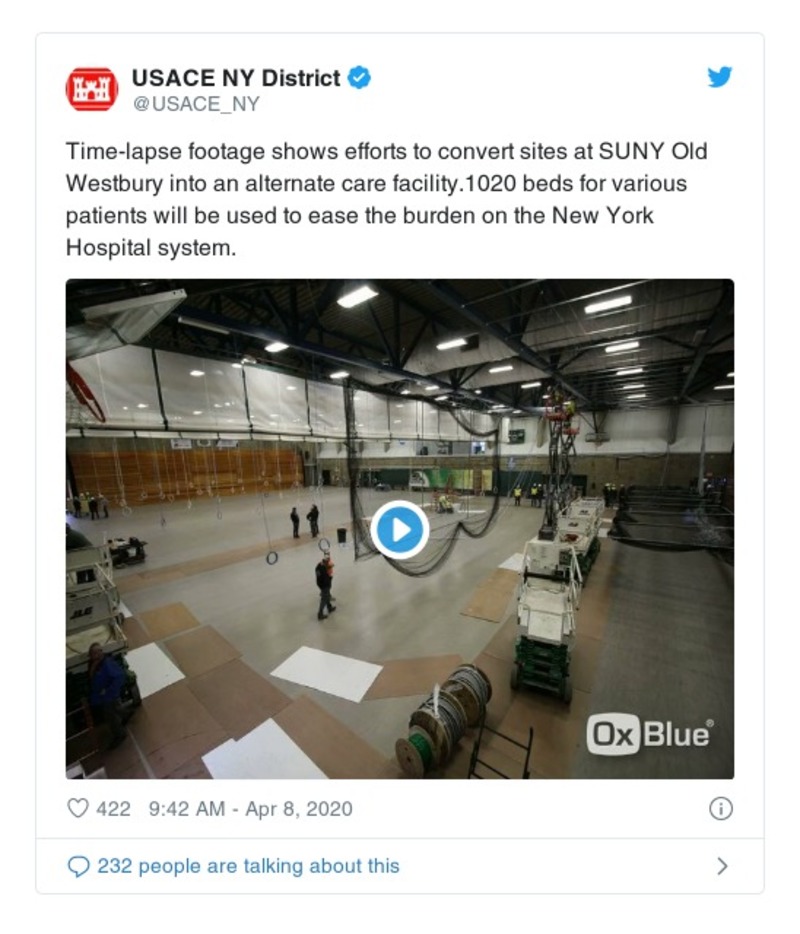 USACE NY District
@USACE_NY
Time-lapse footage shows efforts to convert sites at SUNY Old
Westbury into an alternate care facility.1020 beds for various
patients will be used to ease the burden on the New York
Hospital system.
JLG
OxBlue®
422 9:42 AM - Apr 8, 2020
232 people are talking about this